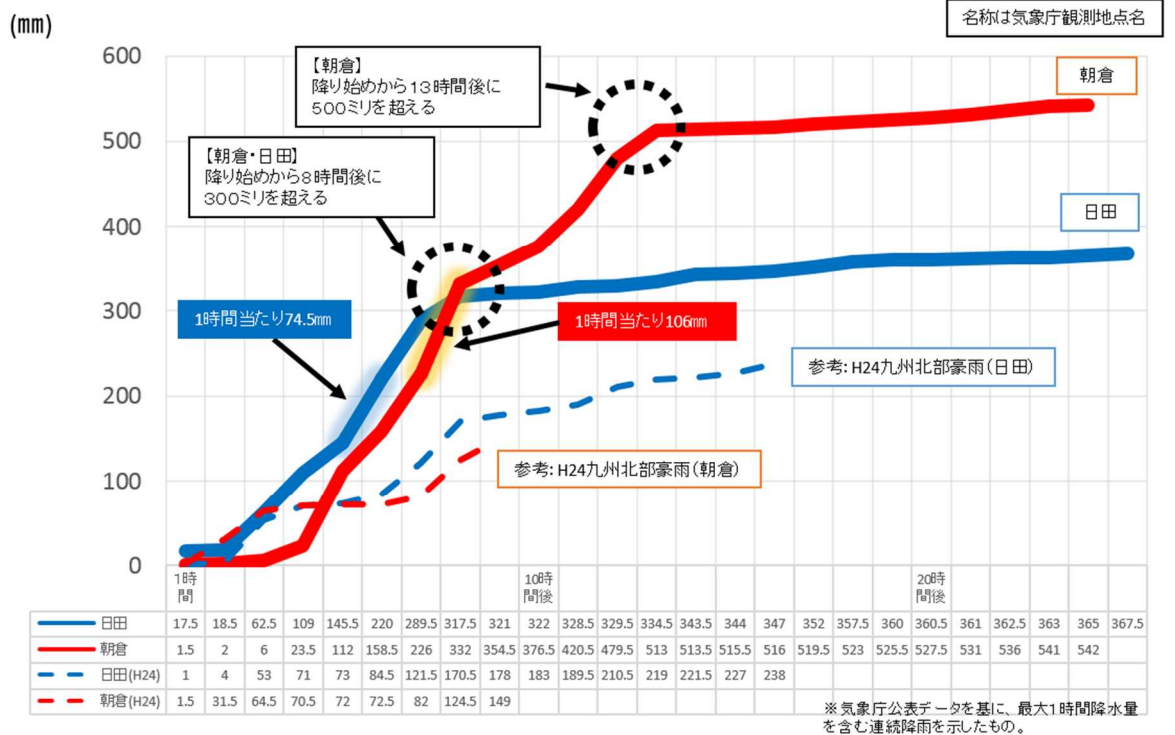 (mm)
名称は気象庁観測地点名
600
500
400
300
200
100
0
【朝倉】
降り始めから13時間後に
500ミリを超える
【朝倉・日田】
降り始めから8時間後に
300ミリを超える
朝倉
日田
1時間当たり74.5mm
1時間当たり106mm
参考:H24九州北部豪雨(日田)
参考:H24九州北部豪雨(朝倉)
1時
間
10時
間後
20時
間後
日田 17.5 18.5 62.5 109 145.5 220 289.5 317.5 321 322 328.5 329.5 334.5 343.5 344 347 352 357.5 360 360.5 361 362.5 363 365 367.5
朝倉 1.5 2 6 23.5 112 158.5 226 332 354.5 376.5 420.5 479.5 513 513.5 515.5 516 519.5 523 525.5 527.5 531 536 541 542
日田(H24) 1 4 53 71 73 84.5 121.5 170.5 178 183 189.5 210.5 219 221.5 227 238
朝倉(H24) 1.5 31.5 64.5 70.5 72 72.5 82 124.5 149
※気象庁公表データを基に、最大1時間降水量
を含む連続降雨を示したもの。